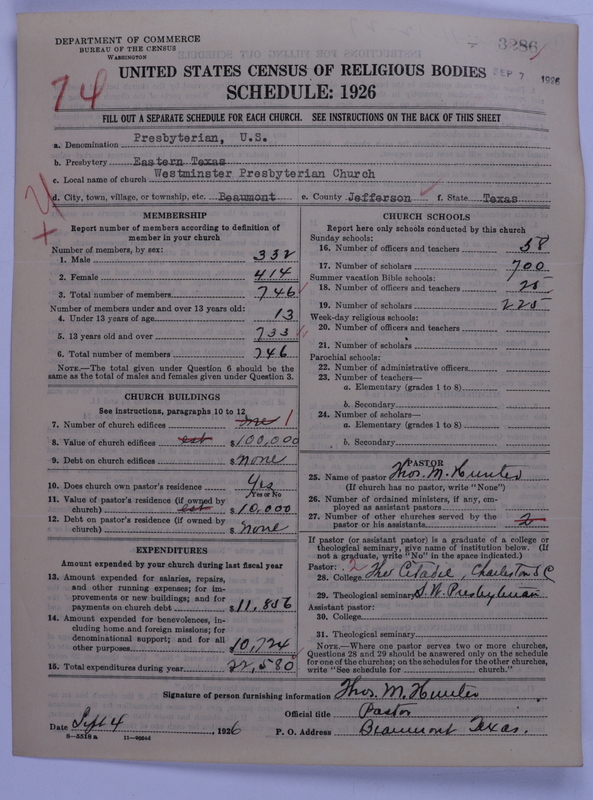 DEPARTMENT OF COMMERCE
BUREAU OF THE CENSUS
WASHINGTON
3286
SEP 7 1926
74
UNITED STATES CENSUS OF RELIGIOUS BODIES
SCHEDULE: 1926
FILL OUT A SEPARATE SCHEDULE FOR EACH CHURCH. SEE INSTRUCTIONS ON THE BACK OF THIS SHEET
a. Denomination Presbyterian, U.S.
b. Presbytery Eastern Texas
c. Local name of church Westminster Presbyterian Church
d. City, town, village, or township, etc. Beaumont e. County Jefferson f. State Texas
MEMBERSHIP
Report number of members according to definition of
member in your church
Number of members, by sex:
1. Male 332
2. Female 414
3. Total number of members 746
Number of members under and over 13 years old:
4. Under 13 years of age 13
5. 13 years old and over 733
6. Total number of members 746
NOTE.—The total given under Question 6 should be the
same as the total of males and females given under Question 3.
CHURCH BUILDINGS
See instructions, paragraphs 10 to 12
7. Number of church edifices one 1
8. Value of church edifices est $100,000
9. Debt on church edifices $none
10. Does church own pastor's residence Yes
Yes or No
11. Value of pastor's residence (if owned by
church) est $10,000
12. Debt on pastor's residence (if owned by
church) $none
EXPENDITURES
Amount expended by your church during last fiscal year
13. Amount expended for salaries, repairs,
and other running expenses; for im-
provements or new buildings; and for
payments on church debt $11,856
14. Amount expended for benevolences, in-
cluding home and foreign missions; for
denominational support; and for all
other purposes 10,724
15. Total expenditures during year 22,580
CHURCH SCHOOLS
Report here only schools conducted by this church
Sunday schools:
16. Number of officers and teachers 58
17. Number of scholars 700
Summer vacation Bible schools:
18. Number of officers and teachers 25
19. Number of scholars 225
Week-day religious schools:
20. Number of officers and teachers
21. Number of scholars
Parochial schools:
22. Number of administrative officers
23. Number of teachers—
a. Elementary (grades 1 to 8)
b. Secondary
24. Number of scholars—
a. Elementary (grades 1 to 8)
b. Secondary
PASTOR
25. Name of pastor Thos. M. Hunter
(If church has no pastor, write "None")
26. Number of ordained ministers, if any, em-
ployed as assistant pastors
27. Number of other churches served by the
pastor or his assistants 2
If pastor (or assistant pastor) is a graduate of a college or
theological seminary, give name of institution below. (If
not a graduate, write "No" in the space indicated.)
Pastor: 2
28. College The Citadel, Charleston S C
29. Theological seminary S. W. Presbyterian
Assistant pastor:
30. College
31. Theological seminary
NOTE.—Where one pastor serves two or more churches,
Questions 28 and 29 should be answered only on the schedule
for one of the churches; on the schedules for the other churches,
write "See schedule for church."
Signature of person furnishing information Thos. M. Hunter
Official title Pastor
Date Sept 4, 1926 P. O. Address Beaumont Texas.
8—5518 a